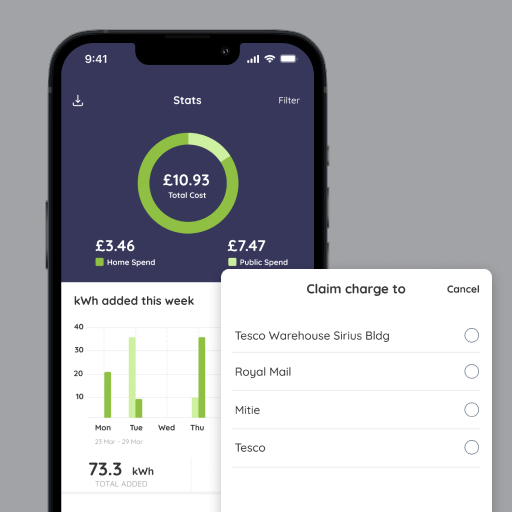 9:41
Stats
Filter
£10.93
Total Cost
£3.46
Home Spend
£7.47
Public Spend
kWh added this week
40
30
20
10
Mon Tue Wed Thu
23 Mar - 29 Mar
73.3 kWh
TOTAL ADDED
Claim charge to
Cancel
Tesco Warehouse Sirius Bldg
Royal Mail
Mitie
Tesco